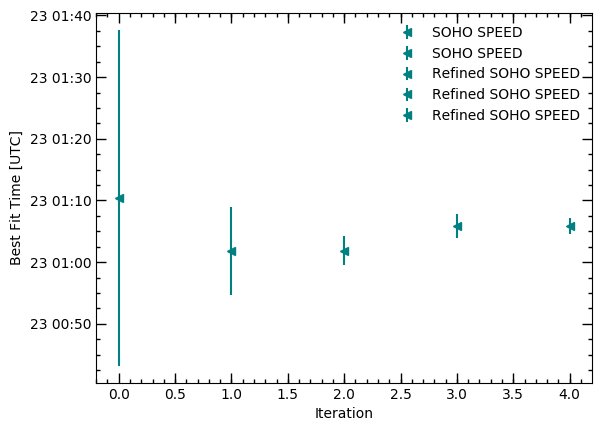 23 01:40
23 01:30
23 01:20
23 01:10
23 01:00
23 00:50
Best Fit Time [UTC]
SOHO SPEED
SOHO SPEED
Refined SOHO SPEED
Refined SOHO SPEED
Refined SOHO SPEED
0.0 0.5 1.0 1.5 2.0 2.5 3.0 3.5 4.0
Iteration